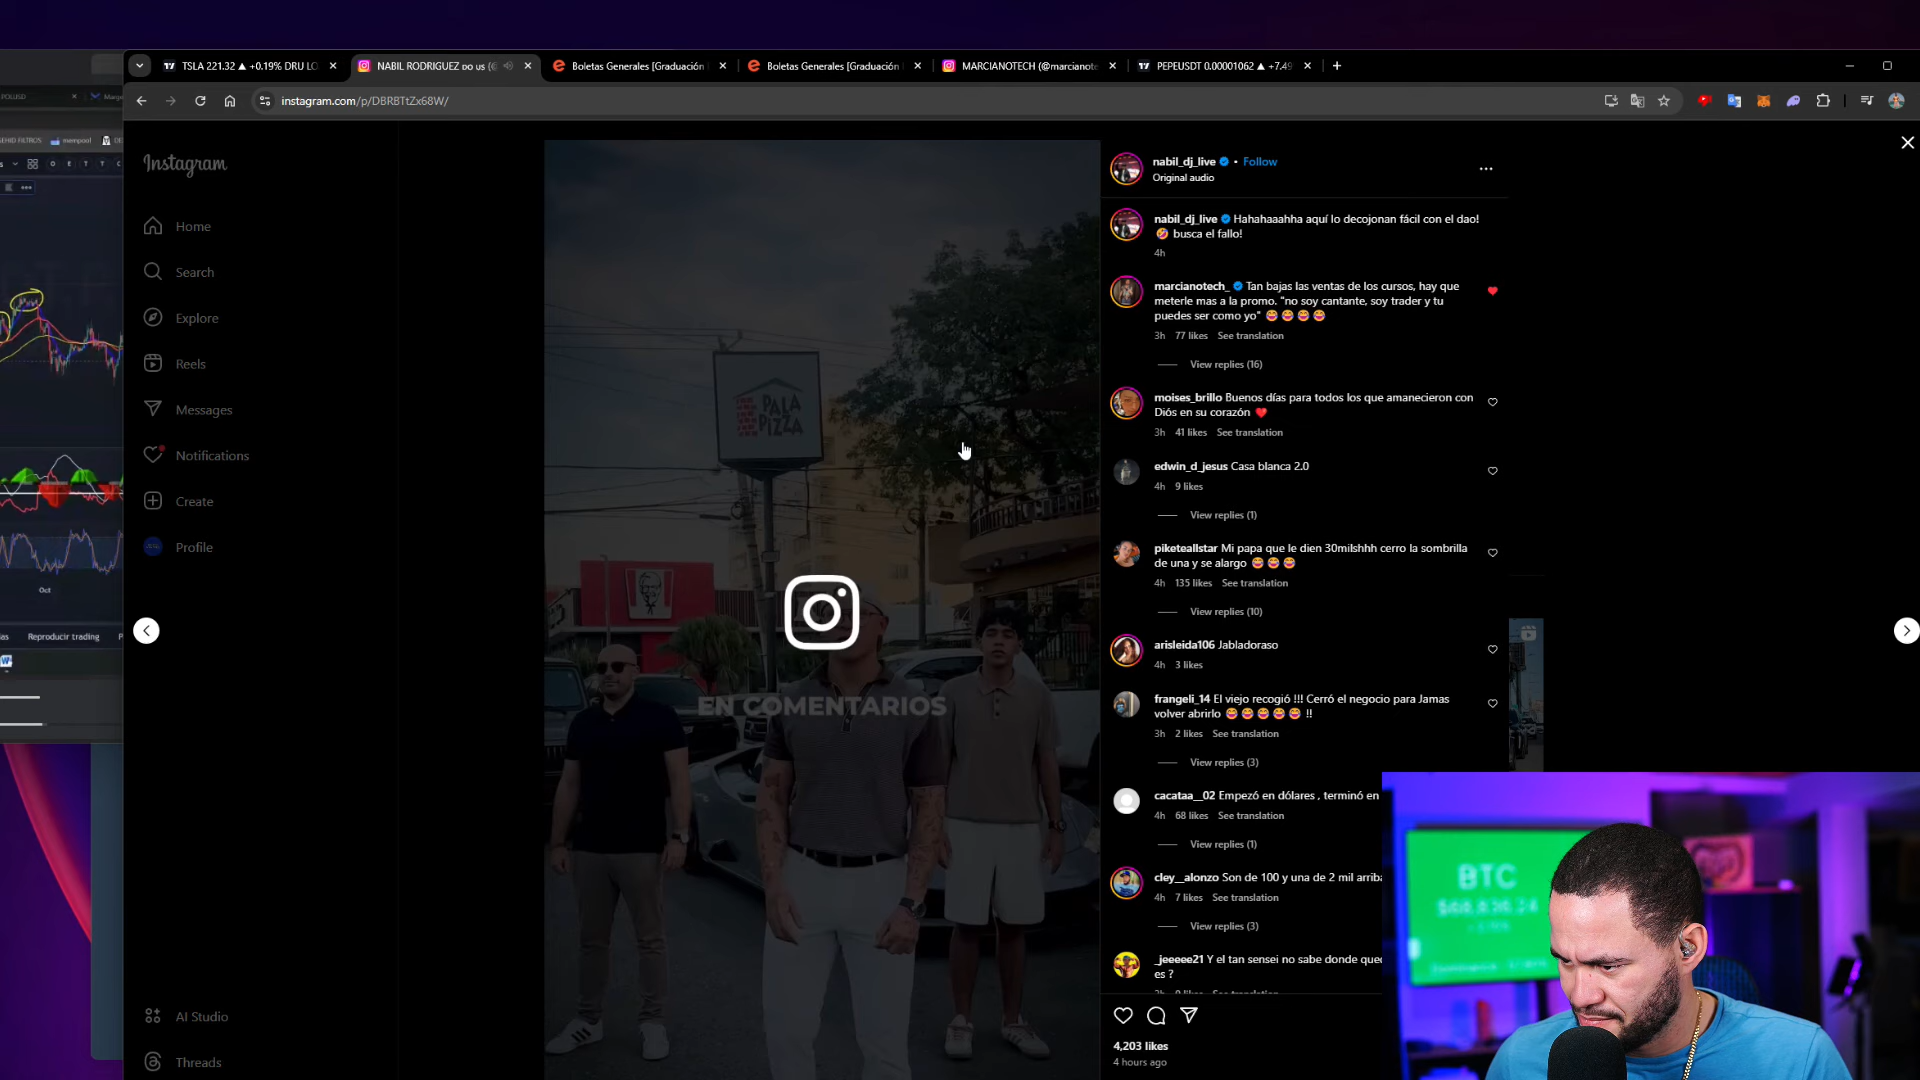 TSLA 221.32 ▲ +0.19% DRU LO
NABIL RODRIGUEZ
Boletas Generales [Graduación
Boletas Generales [Graduación
MARCIANOTECH (@marcianote
PEPEUSDT 0.00001062 ▲ +7.49
instagram.com/p/DBRBTtZx68W/
mempool
Oct
Reproducir trading
Instagram
Home
Search
Explore
Reels
Messages
Notifications
Create
Profile
AI Studio
Threads
PALA
PIZZA
KFC
EN COMENTARIOS
nabil_dj_live • Follow
Original audio
nabil_dj_live Hahahaaahha aquí lo decojonan fácil con el dao!
🤣 busca el fallo!
4h
marcianotech_ Tan bajas las ventas de los cursos, hay que
meterle mas a la promo. "no soy cantante, soy trader y tu
puedes ser como yo" 😂😂😂😂
3h 77 likes See translation
View replies (16)
moises_brillo Buenos días para todos los que amanecieron con
Diós en su corazón ❤️
3h 41 likes See translation
edwin_d_jesus Casa blanca 2.0
4h 9 likes
View replies (1)
piketeallstar Mi papa que le dien 30milshhh cerro la sombrilla
de una y se alargo 😂😂😂
4h 135 likes See translation
View replies (10)
arisleida106 Jabladoraso
4h 3 likes
frangeli_14 El viejo recogió !!! Cerró el negocio para Jamas
volver abrirlo 😂😂😂😂😂 !!
3h 2 likes See translation
View replies (3)
cacataa__02 Empezó en dólares , terminó en
4h 68 likes See translation
View replies (1)
cley__alonzo Son de 100 y una de 2 mil arriba
4h 7 likes See translation
View replies (3)
_jeeeee21 Y el tan sensei no sabe donde qued
es ?
4,203 likes
4 hours ago
BTC